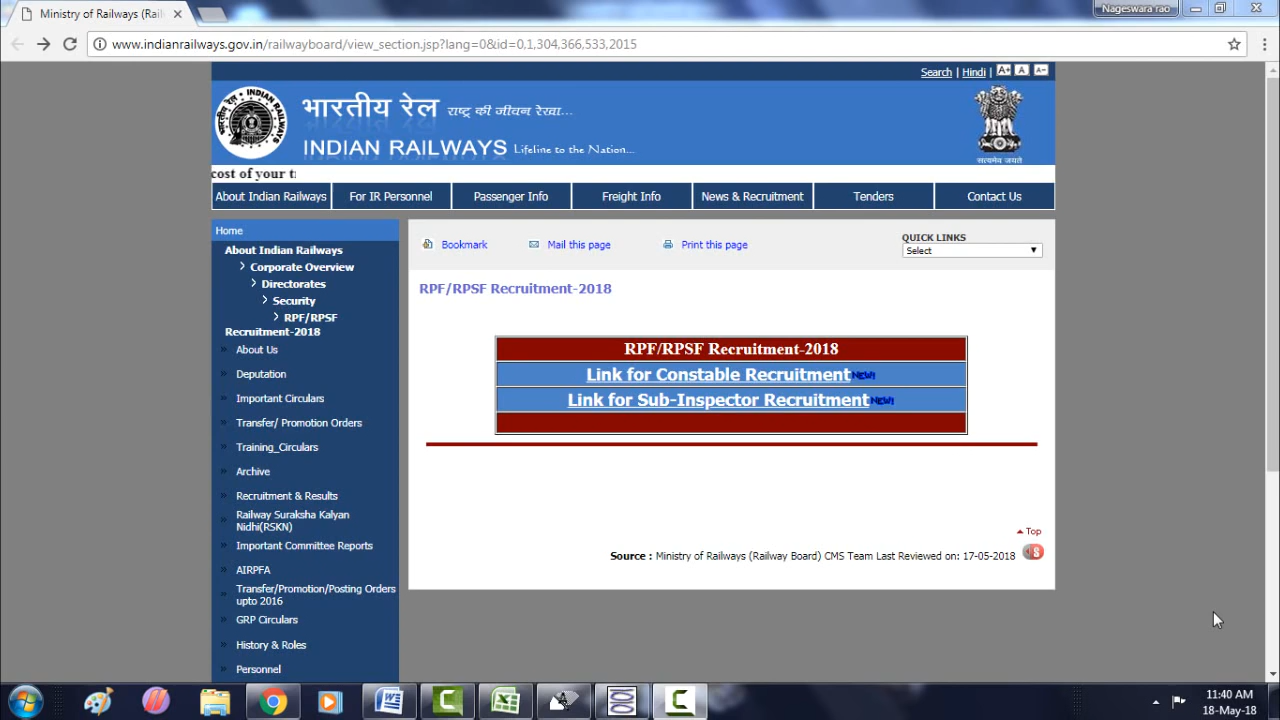 Ministry of Railways (Rail
Nageswara rao
www.indianrailways.gov.in/railwayboard/view_section.jsp?lang=0&id=0,1,304,366,533,2015
Search | Hindi | A+ A A-
भारतीय रेल राष्ट्र की जीवन रेखा...
INDIAN RAILWAYS Lifeline to the Nation...
सत्यमेव जयते
cost of your
About Indian Railways For IR Personnel Passenger Info Freight Info News & Recruitment Tenders Contact Us
Home
About Indian Railways
Corporate Overview
Directorates
Security
RPF/RPSF
Recruitment-2018
About Us
Deputation
Important Circulars
Transfer/ Promotion Orders
Training_Circulars
Archive
Recruitment & Results
Railway Suraksha Kalyan
Nidhi(RSKN)
Important Committee Reports
AIRPFA
Transfer/Promotion/Posting Orders
upto 2016
GRP Circulars
History & Roles
Personnel
Bookmark Mail this page Print this page
QUICK LINKS
Select
RPF/RPSF Recruitment-2018
RPF/RPSF Recruitment-2018
Link for Constable Recruitment NEW!
Link for Sub-Inspector Recruitment NEW!
Top
Source : Ministry of Railways (Railway Board) CMS Team Last Reviewed on: 17-05-2018
11:40 AM
18-May-18